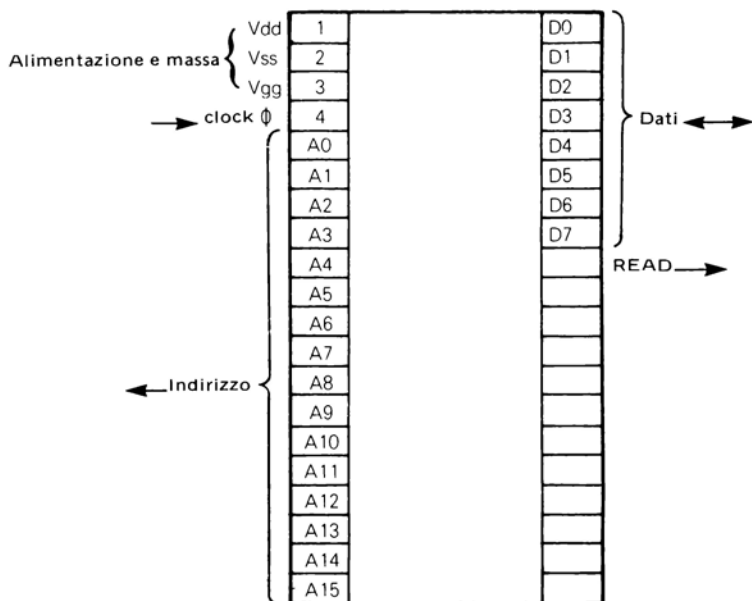 Vdd 1 D0
Alimentazione e massa Vss 2 D1
Vgg 3 D2
clock ϕ 4 D3 Dati
A0 D4
A1 D5
A2 D6
A3 D7
A4 READ
A5
A6
A7
Indirizzo A8
A9
A10
A11
A12
A13
A14
A15